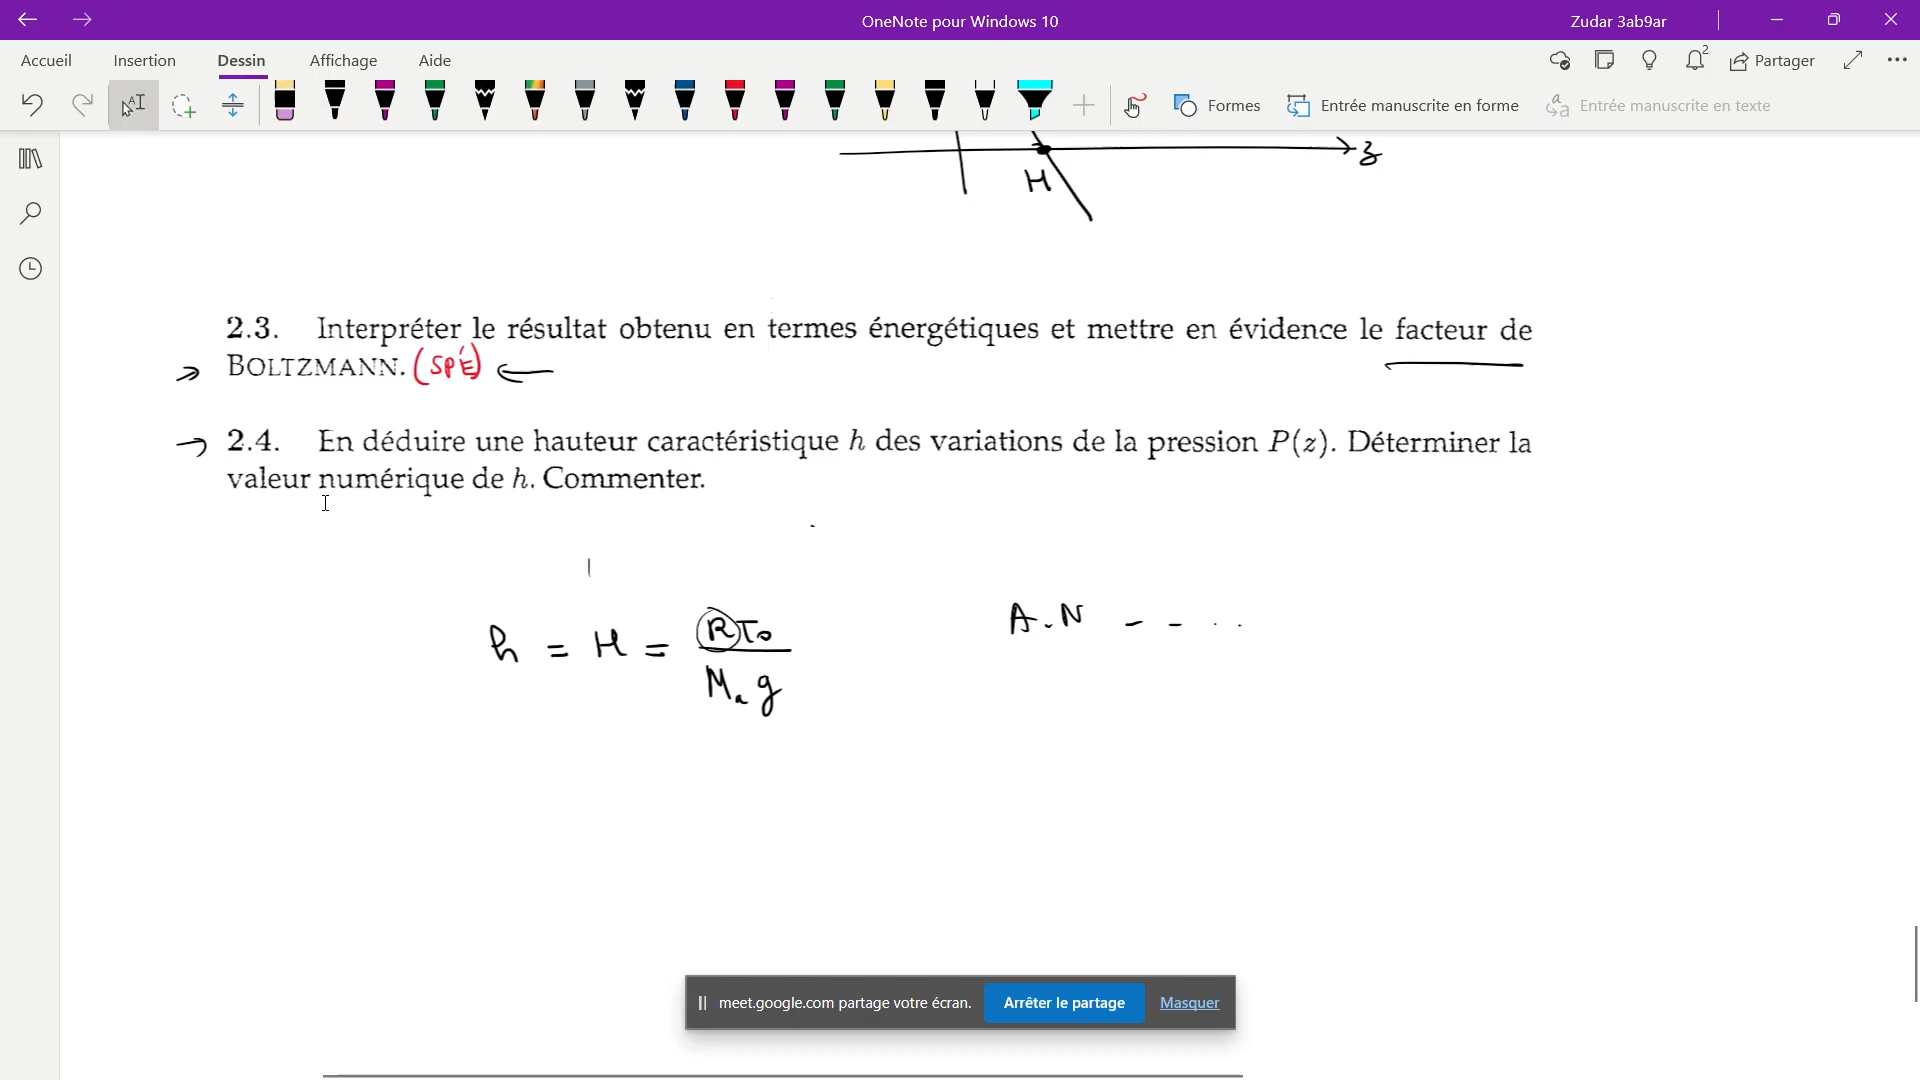 OneNote pour Windows 10
Zudar 3ab9ar
Accueil Insertion Dessin Affichage Aide
2
Partager
Formes
Entrée manuscrite en forme
Entrée manuscrite en texte
z
H
2.3. Interpréter le résultat obtenu en termes énergétiques et mettre en évidence le facteur de
BOLTZMANN. (SPÉ)
2.4. En déduire une hauteur caractéristique h des variations de la pression P(z). Déterminer la
valeur numérique de h. Commenter.
h = H = RT₀ / Mₐ g
A.N - - . .
meet.google.com partage votre écran.
Arrêter le partage
Masquer